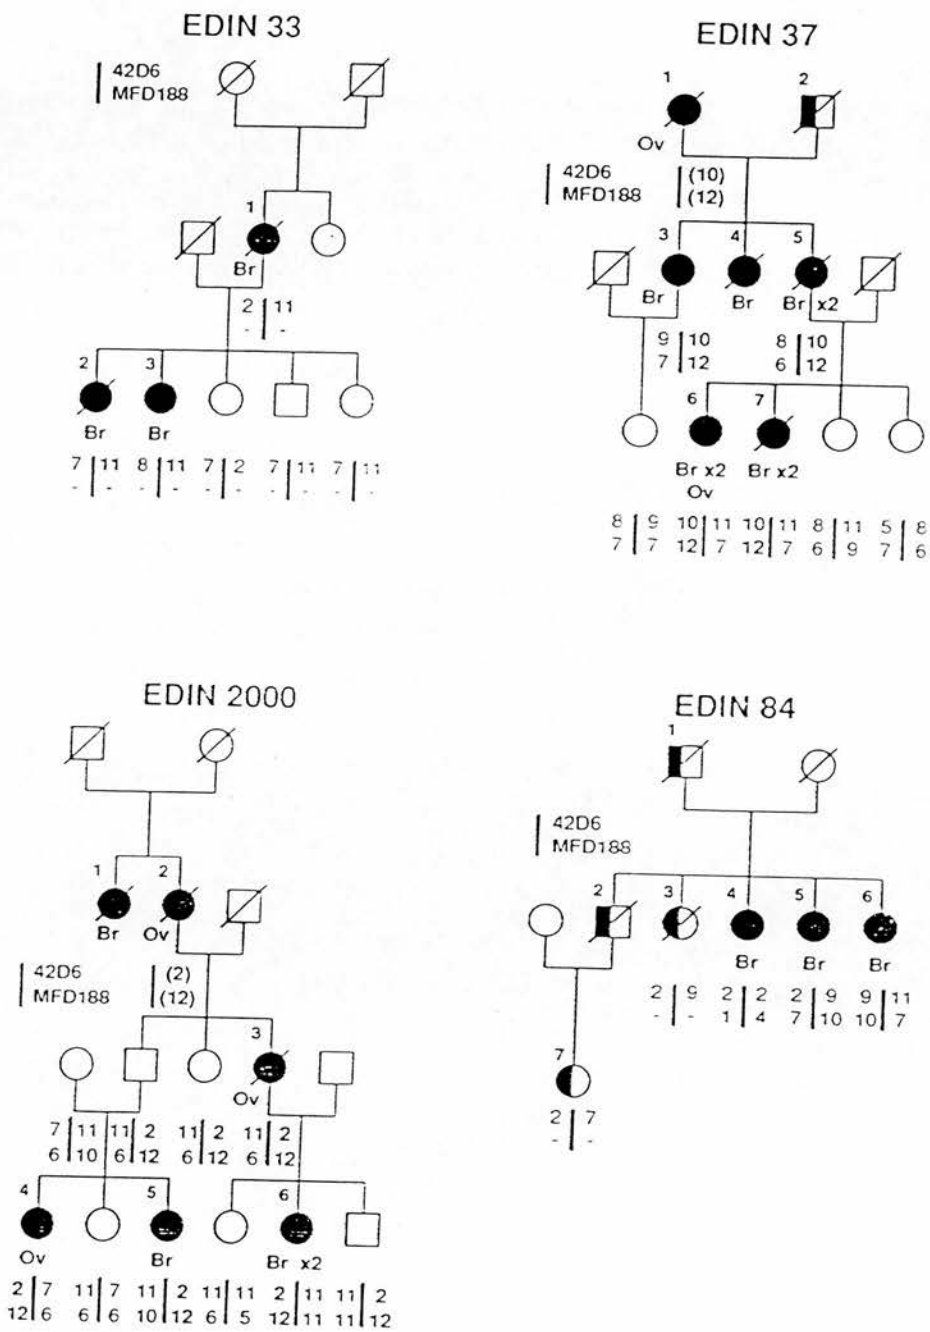 EDIN 33
42D6
MFD188
1
Br
2 | 11
- | -
2 3
Br Br
7 | 11 8 | 11 7 | 2 7 | 11 7 | 11
- | - - | - - | - - | - - | -
EDIN 37
1 2
Ov
42D6 (10)
MFD188 (12)
3 4 5
Br Br Br x2
9 | 10 8 | 10
7 | 12 6 | 12
6 7
Br x2 Br x2
Ov
8 | 9 10 | 11 10 | 11 8 | 11 5 | 8
7 | 7 12 | 7 12 | 7 6 | 9 7 | 6
EDIN 2000
1 2
Br Ov
42D6 (2)
MFD188 (12)
3
Ov
7 | 11 11 | 2 11 | 2 11 | 2
6 | 10 6 | 12 6 | 12 6 | 12
4 5 6
Ov Br Br x2
2 | 7 11 | 7 11 | 2 11 | 11 2 | 11 11 | 2
12 | 6 6 | 6 10 | 12 6 | 5 12 | 11 11 | 12
EDIN 84
1
42D6
MFD188
2 3 4 5 6
Br Br Br
2 | 9 2 | 2 2 | 9 9 | 11
- | - 1 | 4 7 | 10 10 | 7
7
2 | 7
- | -